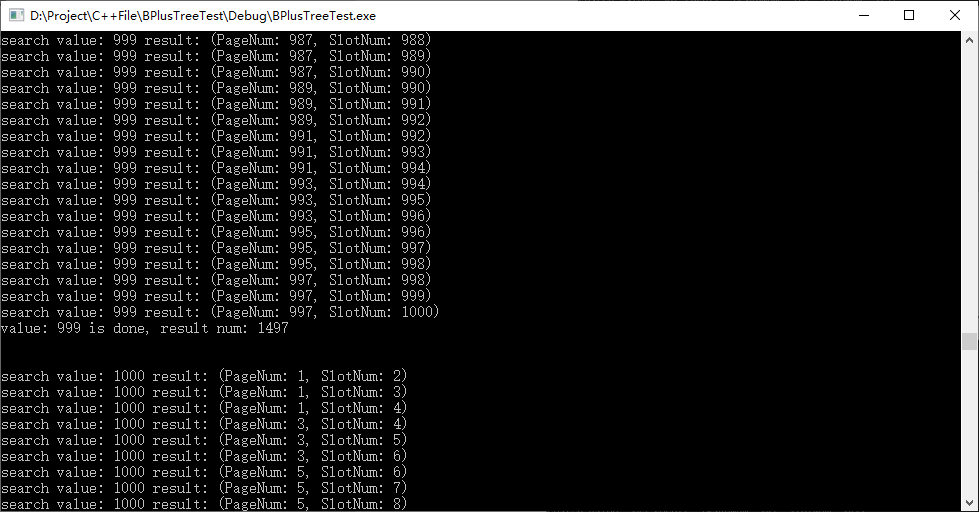 D:\Project\C++File\BPlusTreeTest\Debug\BPlusTreeTest.exe
search value: 999 result: (PageNum: 987, SlotNum: 988)
search value: 999 result: (PageNum: 987, SlotNum: 989)
search value: 999 result: (PageNum: 987, SlotNum: 990)
search value: 999 result: (PageNum: 989, SlotNum: 990)
search value: 999 result: (PageNum: 989, SlotNum: 991)
search value: 999 result: (PageNum: 989, SlotNum: 992)
search value: 999 result: (PageNum: 991, SlotNum: 992)
search value: 999 result: (PageNum: 991, SlotNum: 993)
search value: 999 result: (PageNum: 991, SlotNum: 994)
search value: 999 result: (PageNum: 993, SlotNum: 994)
search value: 999 result: (PageNum: 993, SlotNum: 995)
search value: 999 result: (PageNum: 993, SlotNum: 996)
search value: 999 result: (PageNum: 995, SlotNum: 996)
search value: 999 result: (PageNum: 995, SlotNum: 997)
search value: 999 result: (PageNum: 995, SlotNum: 998)
search value: 999 result: (PageNum: 997, SlotNum: 998)
search value: 999 result: (PageNum: 997, SlotNum: 999)
search value: 999 result: (PageNum: 997, SlotNum: 1000)
value: 999 is done, result num: 1497
search value: 1000 result: (PageNum: 1, SlotNum: 2)
search value: 1000 result: (PageNum: 1, SlotNum: 3)
search value: 1000 result: (PageNum: 1, SlotNum: 4)
search value: 1000 result: (PageNum: 3, SlotNum: 4)
search value: 1000 result: (PageNum: 3, SlotNum: 5)
search value: 1000 result: (PageNum: 3, SlotNum: 6)
search value: 1000 result: (PageNum: 5, SlotNum: 6)
search value: 1000 result: (PageNum: 5, SlotNum: 7)
search value: 1000 result: (PageNum: 5, SlotNum: 8)